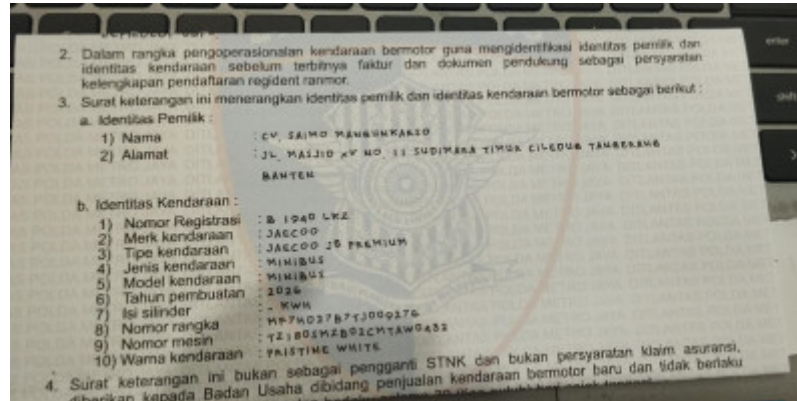 2. Dalam rangka pengoperasionalan kendaraan bermotor guna mengidentifikasi identitas pemilik dan
identitas kendaraan sebelum terbitnya faktur dan dokumen pendukung sebagai persyaratan
kelengkapan pendaftaran regident ranmor.
3. Surat keterangan ini menerangkan identitas pemilik dan identitas kendaraan bermotor sebagai berikut :
a. Identitas Pemilik :
1) Nama : CV. SAIMO MANGUNKARSO
2) Alamat : JL. MASJID XV NO. 11 SUDIMARA TIMUR CILEDUG TANGERANG
BANTEN
b. Identitas Kendaraan :
1) Nomor Registrasi : B 1940 LKZ
2) Merk kendaraan : JAECOO
3) Tipe kendaraan : JAECOO J8 PREMIUM
4) Jenis kendaraan : MINIBUS
5) Model kendaraan : MINIBUS
6) Tahun pembuatan : 2026
7) Isi silinder : - KWH
8) Nomor rangka :
9) Nomor mesin :
10) Warna kendaraan : PRISTINE WHITE
4. Surat keterangan ini bukan sebagai pengganti STNK dan bukan persyaratan klaim asuransi,
diberikan kepada Badan Usaha dibidang penjualan kendaraan bermotor baru dan tidak berlaku
enter
shift